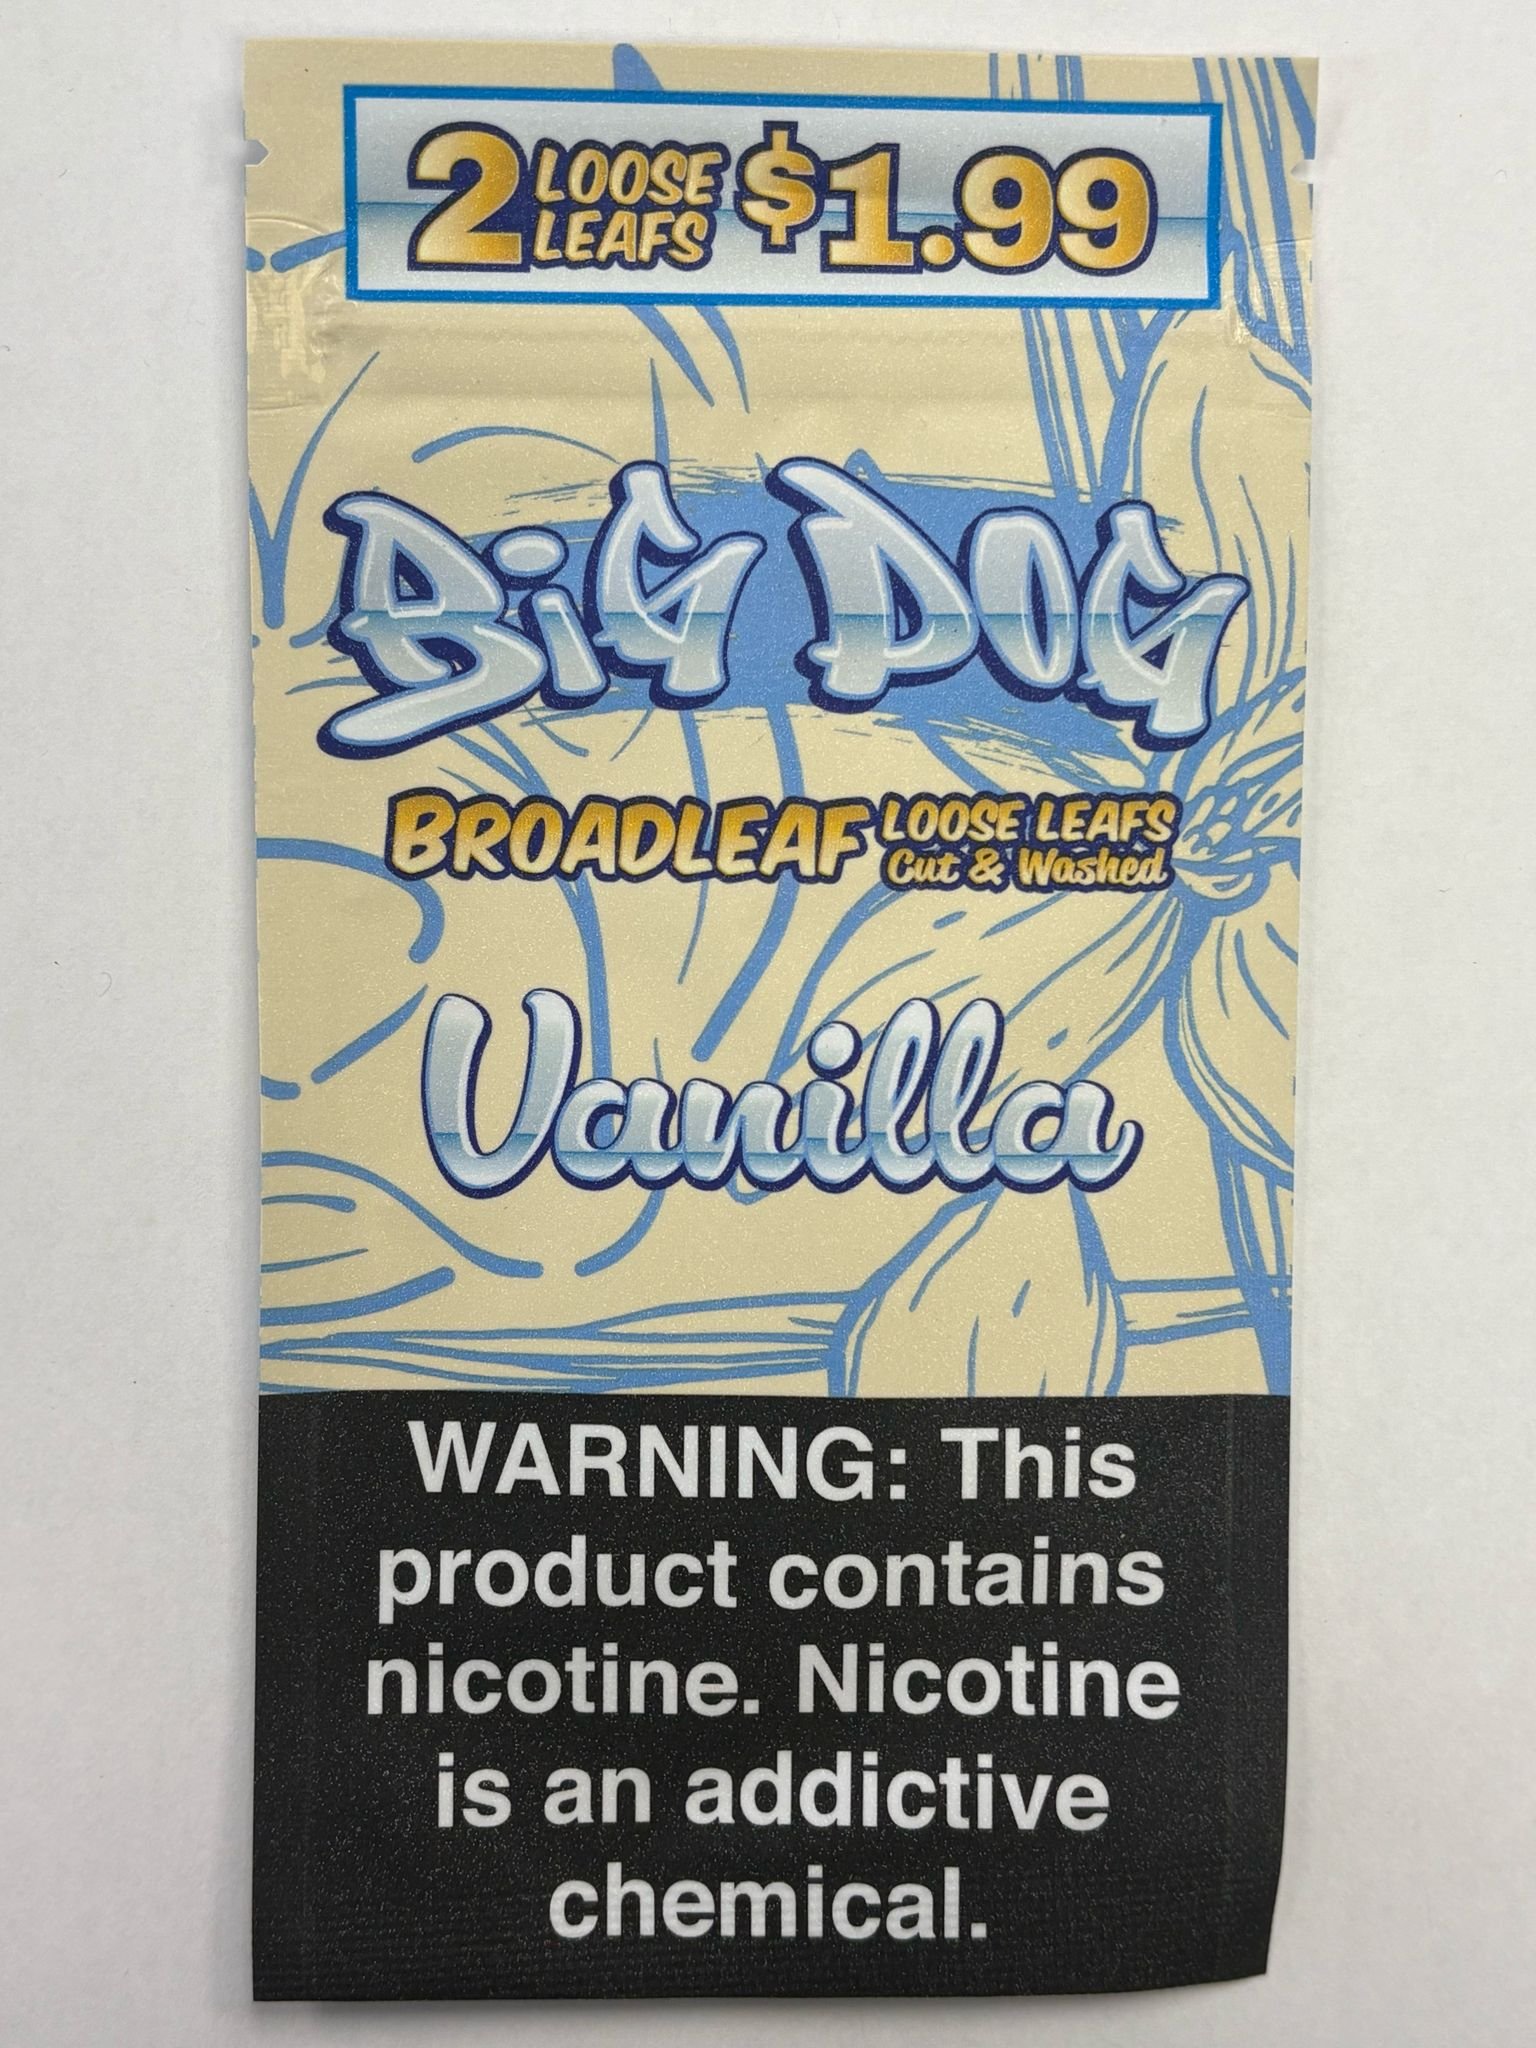 2 LOOSE LEAFS $1.99
BiG DOG
BROADLEAF LOOSE LEAFS
Cut & Washed
Vanilla
WARNING: This
product contains
nicotine. Nicotine
is an addictive
chemical.